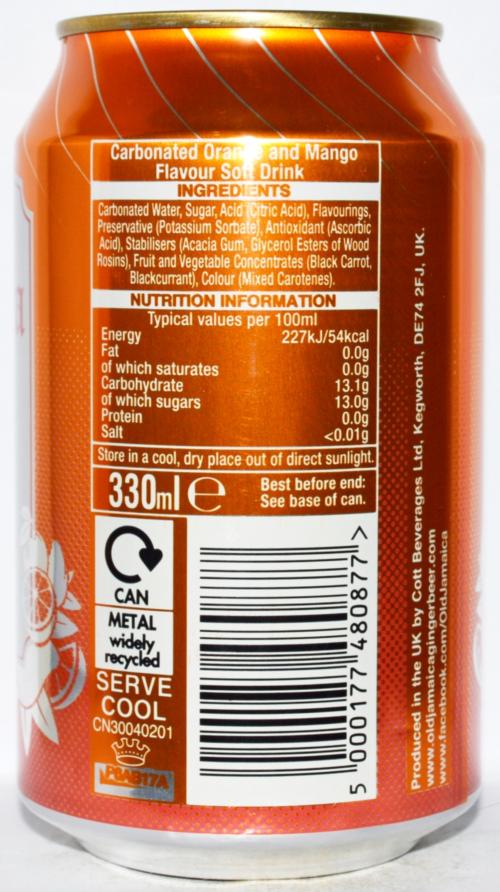 Carbonated Orange and Mango
Flavour Soft Drink
INGREDIENTS
Carbonated Water, Sugar, Acid (Citric Acid), Flavourings,
Preservative (Potassium Sorbate), Antioxidant (Ascorbic
Acid), Stabilisers (Acacia Gum, Glycerol Esters of Wood
Rosins), Fruit and Vegetable Concentrates (Black Carrot,
Blackcurrant), Colour (Mixed Carotenes).
NUTRITION INFORMATION
Typical values per 100ml
Energy 227kJ/54kcal
Fat 0.0g
of which saturates 0.0g
Carbohydrate 13.1g
of which sugars 13.0g
Protein 0.0g
Salt <0.01g
Store in a cool, dry place out of direct sunlight.
330ml e
Best before end:
See base of can.
CAN
METAL
widely
recycled
SERVE
COOL
CN30040201
P8AB17A
5 000177 480877 >
Produced in the UK by Cott Beverages Ltd, Kegworth, DE74 2FJ, UK.
www.oldjamaicagingerbeer.com
www.facebook.com/OldJamaica
a